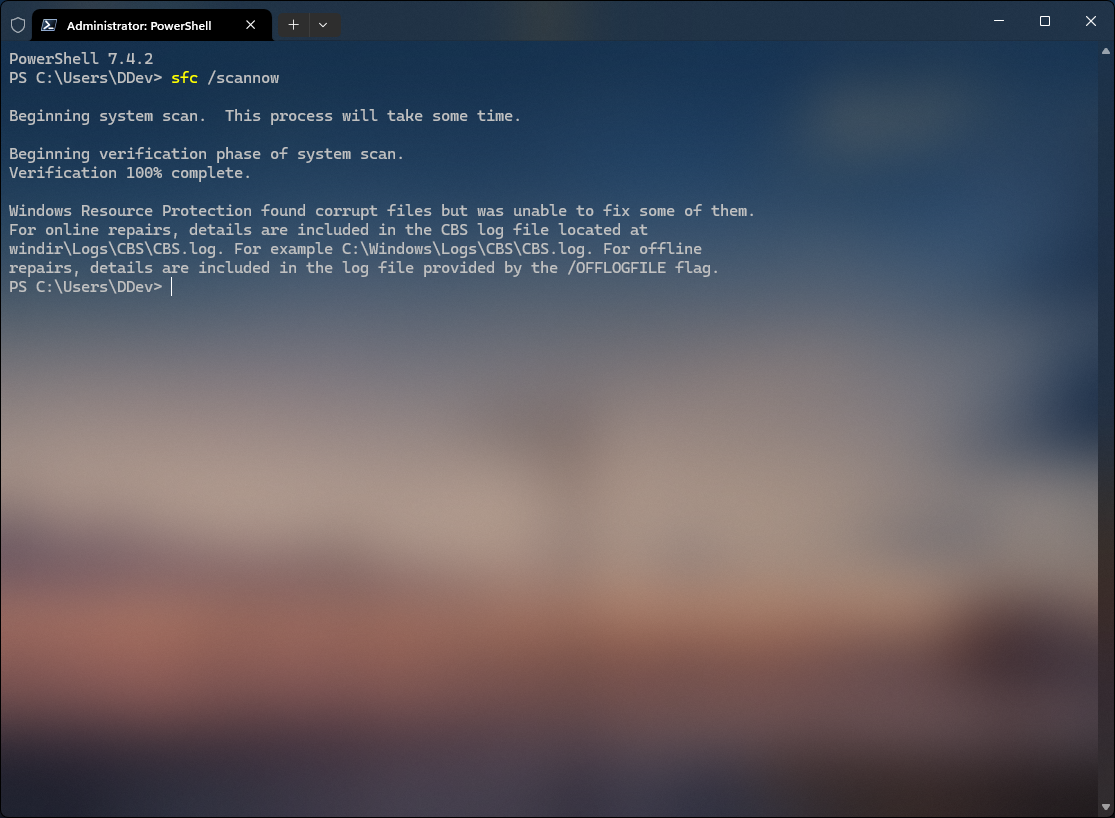 Administrator: PowerShell
PowerShell 7.4.2
PS C:\Users\DDev> sfc /scannow
Beginning system scan.  This process will take some time.
Beginning verification phase of system scan.
Verification 100% complete.
Windows Resource Protection found corrupt files but was unable to fix some of them.
For online repairs, details are included in the CBS log file located at
windir\Logs\CBS\CBS.log. For example C:\Windows\Logs\CBS\CBS.log. For offline
repairs, details are included in the log file provided by the /OFFLOGFILE flag.
PS C:\Users\DDev>